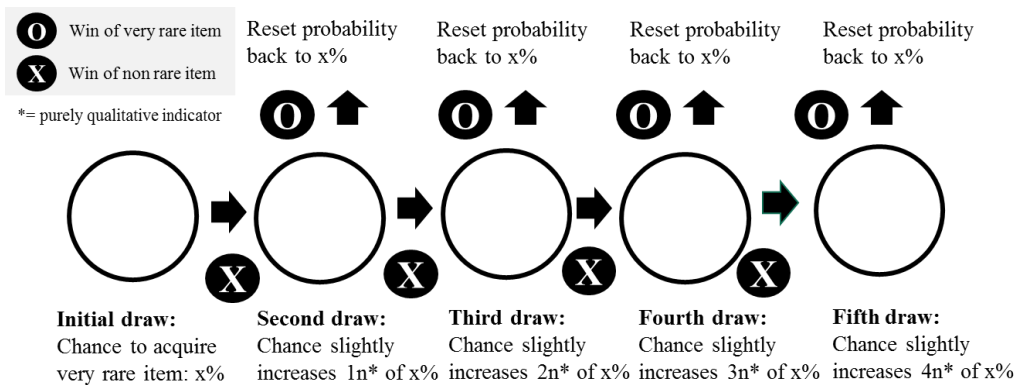 O Win of very rare item
X Win of non rare item
*= purely qualitative indicator
Reset probability
back to x%
Reset probability
back to x%
Reset probability
back to x%
Reset probability
back to x%
O
O
O
O
X
X
X
X
Initial draw:
Chance to acquire
very rare item: x%
Second draw:
Chance slightly
increases 1n* of x%
Third draw:
Chance slightly
increases 2n* of x%
Fourth draw:
Chance slightly
increases 3n* of x%
Fifth draw:
Chance slightly
increases 4n* of x%